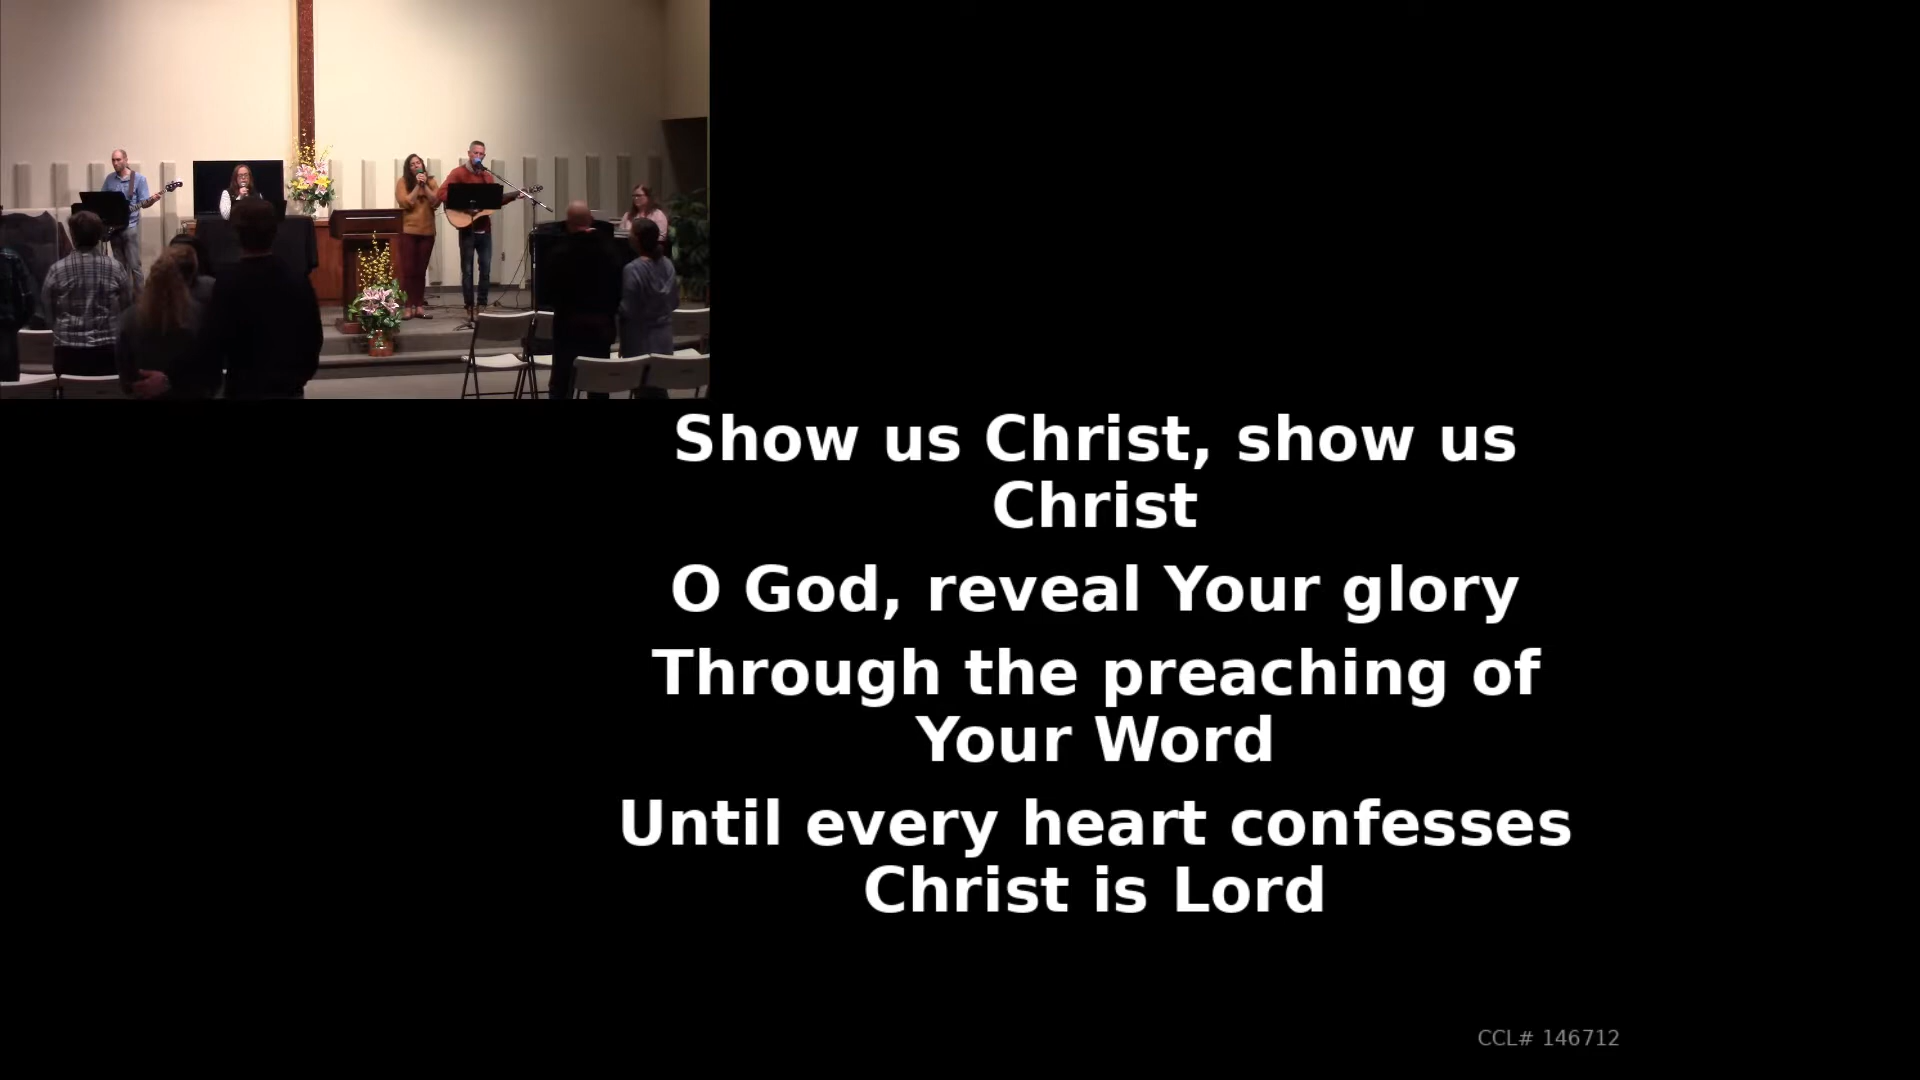 Show us Christ, show us
Christ
O God, reveal Your glory
Through the preaching of
Your Word
Until every heart confesses
Christ is Lord
CCL# 146712